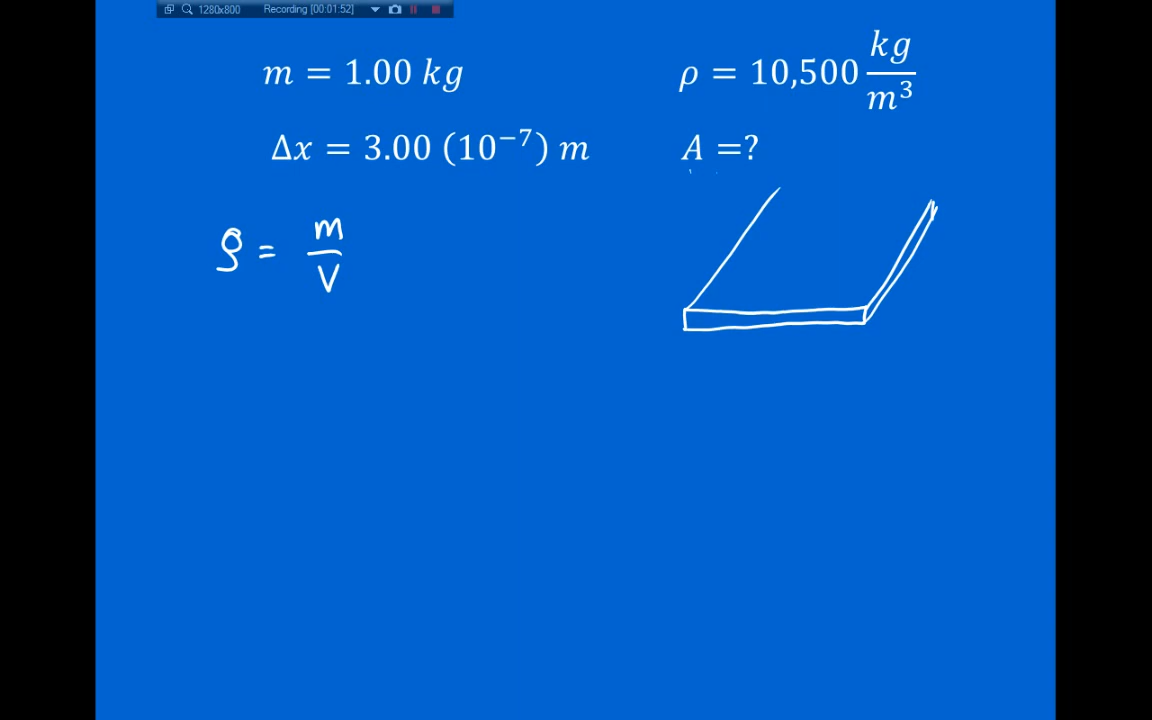 1280x800 Recording [00:01:52]
m = 1.00 kg
ρ = 10,500 kg/m³
Δx = 3.00 (10⁻⁷) m
A =?
ρ = m/V